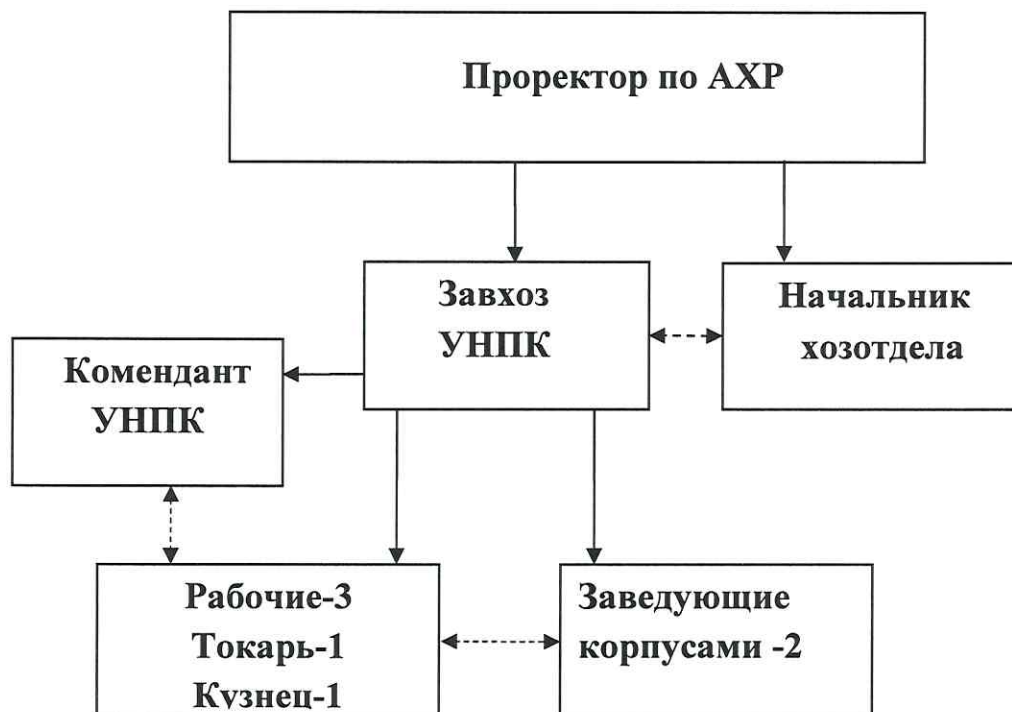 Проректор по АХР
Завхоз
УНПК
Начальник
хозотдела
Комендант
УНПК
Рабочие-3
Токарь-1
Кузнец-1
Заведующие
корпусами -2